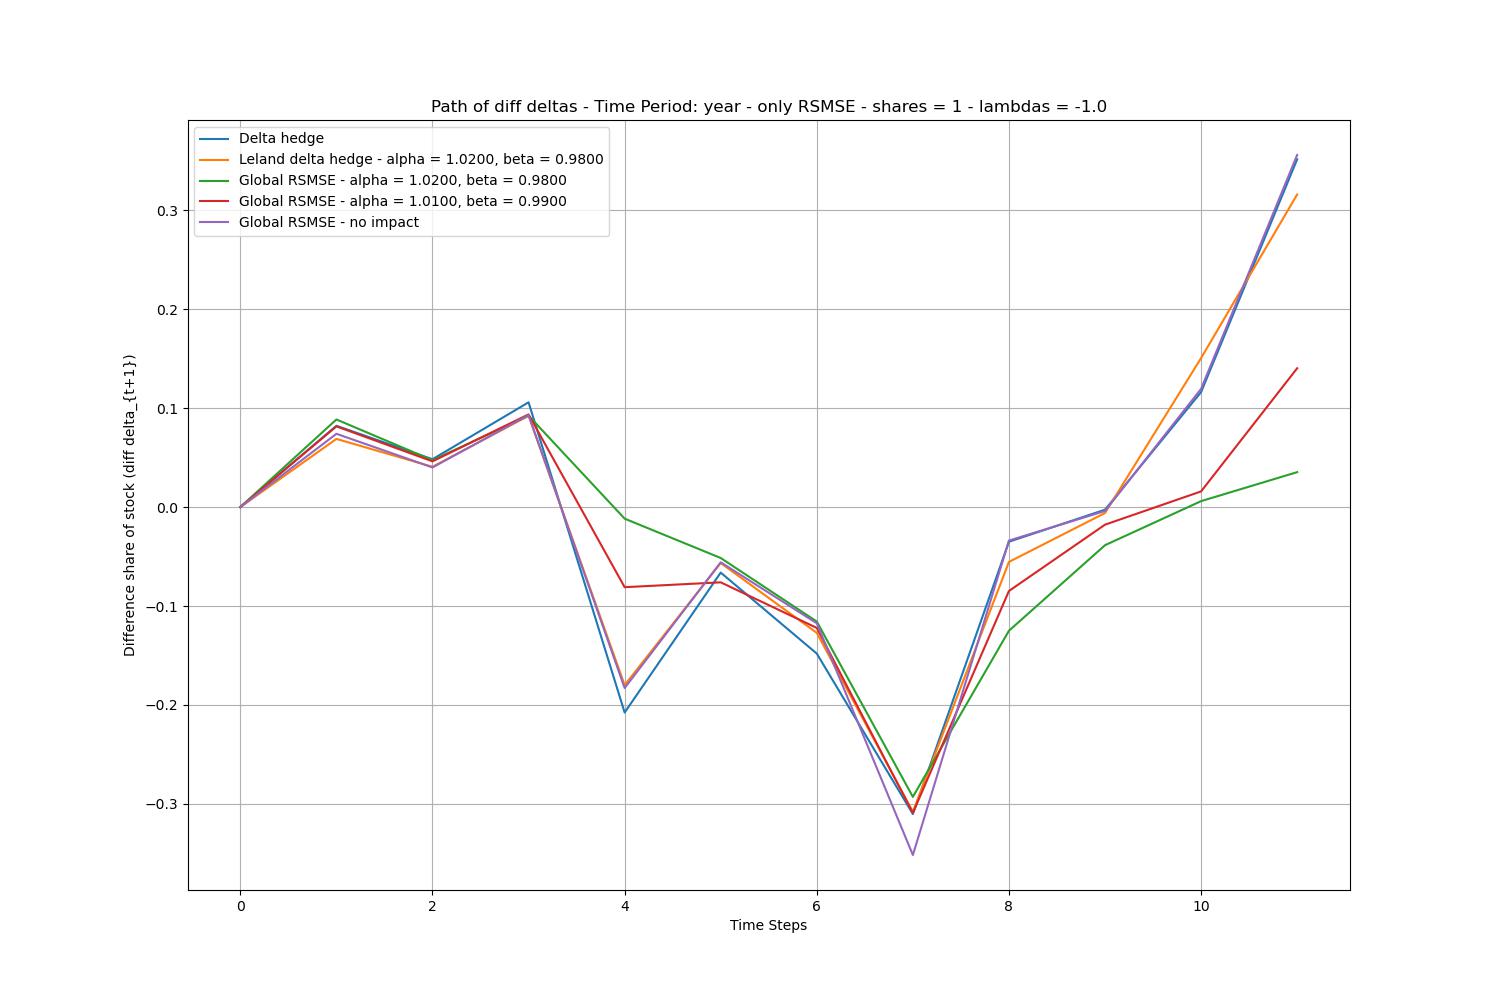 Path of diff deltas - Time Period: year - only RSMSE - shares = 1 - lambdas = -1.0
Delta hedge
Leland delta hedge - alpha = 1.0200, beta = 0.9800
Global RSMSE - alpha = 1.0200, beta = 0.9800
Global RSMSE - alpha = 1.0100, beta = 0.9900
Global RSMSE - no impact
Difference share of stock (diff delta_{t+1})
0.3
0.2
0.1
0.0
−0.1
−0.2
−0.3
0 2 4 6 8 10
Time Steps